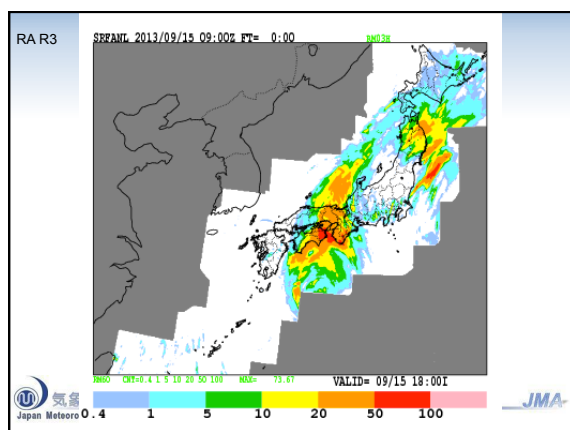 RA R3
SRFANL 2013/09/15 09:00Z FT= 0:00
RM03H
RM60 CNT=0.4 1 5 10 20 50 100 MAX= 73.67
VALID= 09/15 18:00I
気象
Japan Meteoro
0.4 1 5 10 20 50 100
JMA